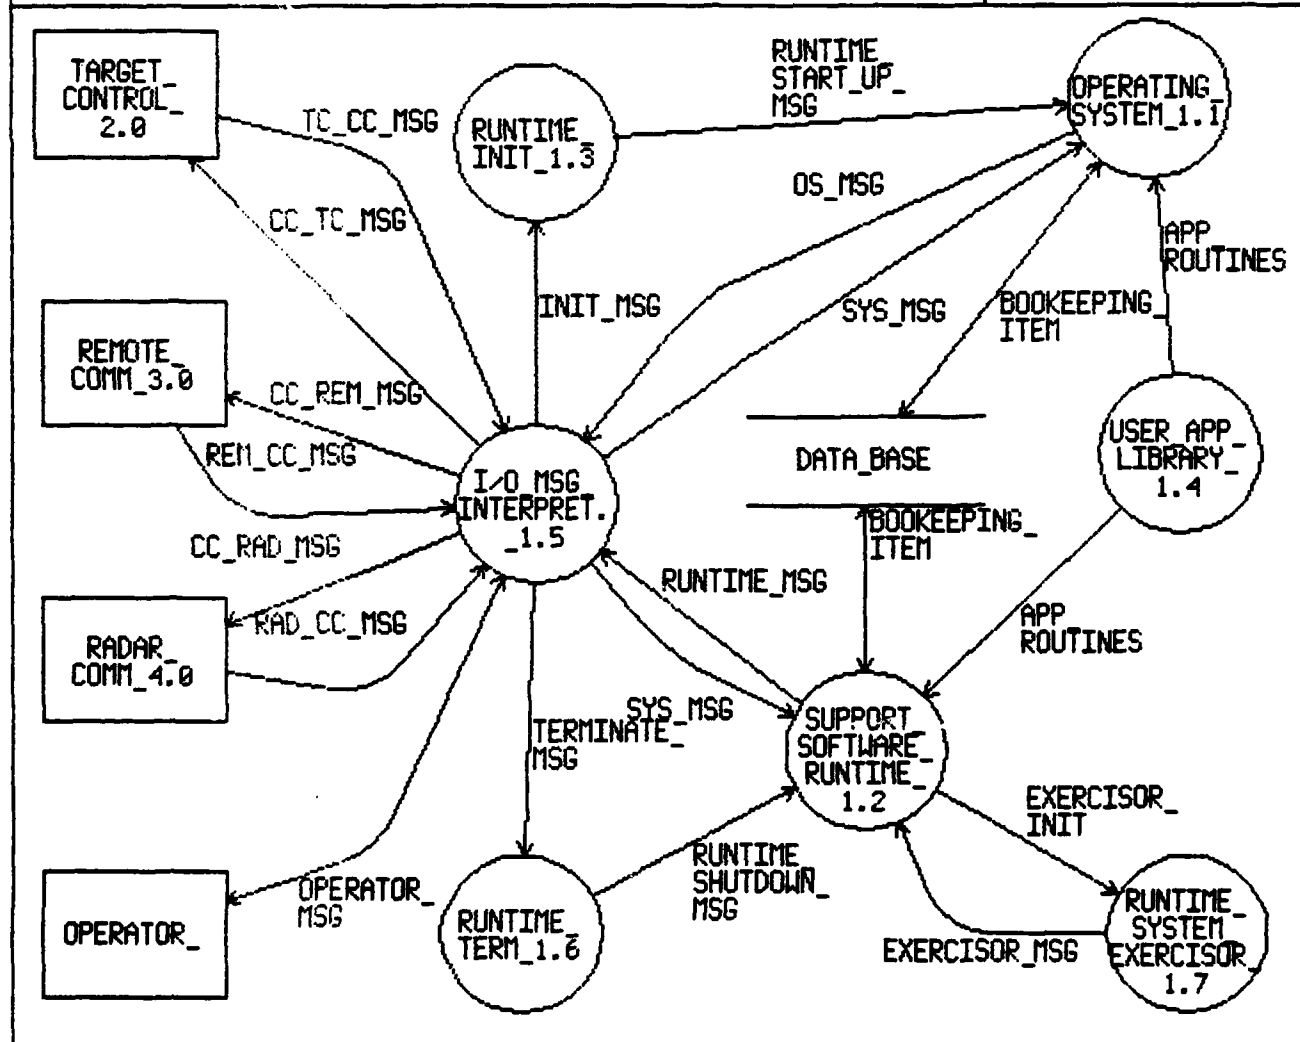 TARGET_
CONTROL_
2.0
TC_CC_MSG
RUNTIME_
INIT_1.3
RUNTIME_
START_UP_
MSG
OPERATING_
SYSTEM_1.1
CC_TC_MSG
OS_MSG
APP_
ROUTINES
INIT_MSG
SYS_MSG
BOOKEEPING_
ITEM
REMOTE_
COMM_3.0
CC_REM_MSG
REM_CC_MSG
I/O_MSG_
INTERPRET.
_1.5
DATA_BASE
USER_APP_
LIBRARY_
1.4
BOOKEEPING_
ITEM
CC_RAD_MSG
RUNTIME_MSG
RAD_CC_MSG
APP_
ROUTINES
RADAR_
COMM_4.0
SYS_MSG
TERMINATE_
MSG
SUPPORT_
SOFTWARE_
RUNTIME_
1.2
EXERCISOR_
INIT
RUNTIME_
SHUTDOWN_
MSG
OPERATOR_
MSG
OPERATOR_
RUNTIME_
TERM_1.6
EXERCISOR_MSG
RUNTIME_
SYSTEM_
EXERCISOR_
1.7